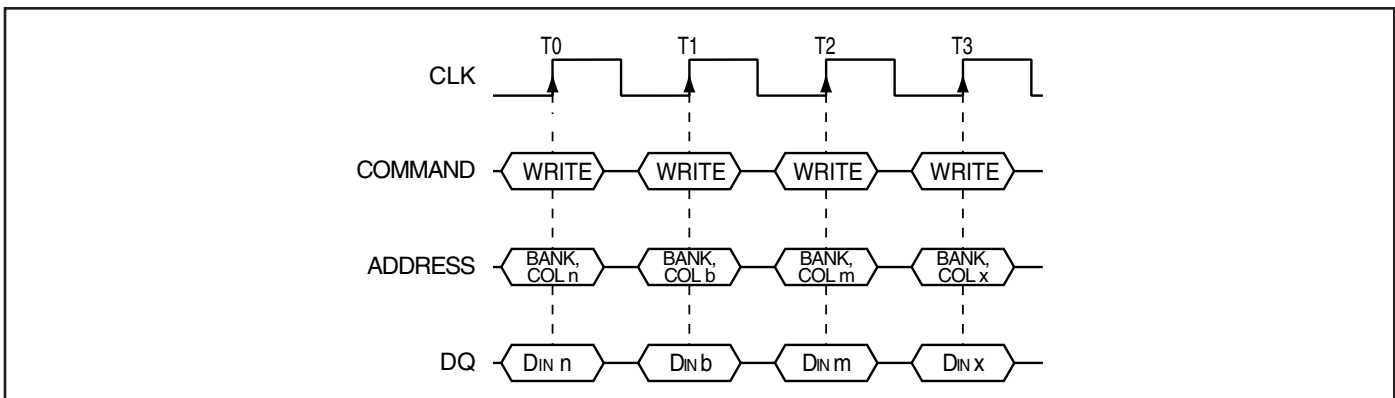 T0 T1 T2 T3
CLK
COMMAND WRITE WRITE WRITE WRITE
ADDRESS BANK, COL n BANK, COL b BANK, COL m BANK, COL x
DQ DIN n DIN b DIN m DIN x